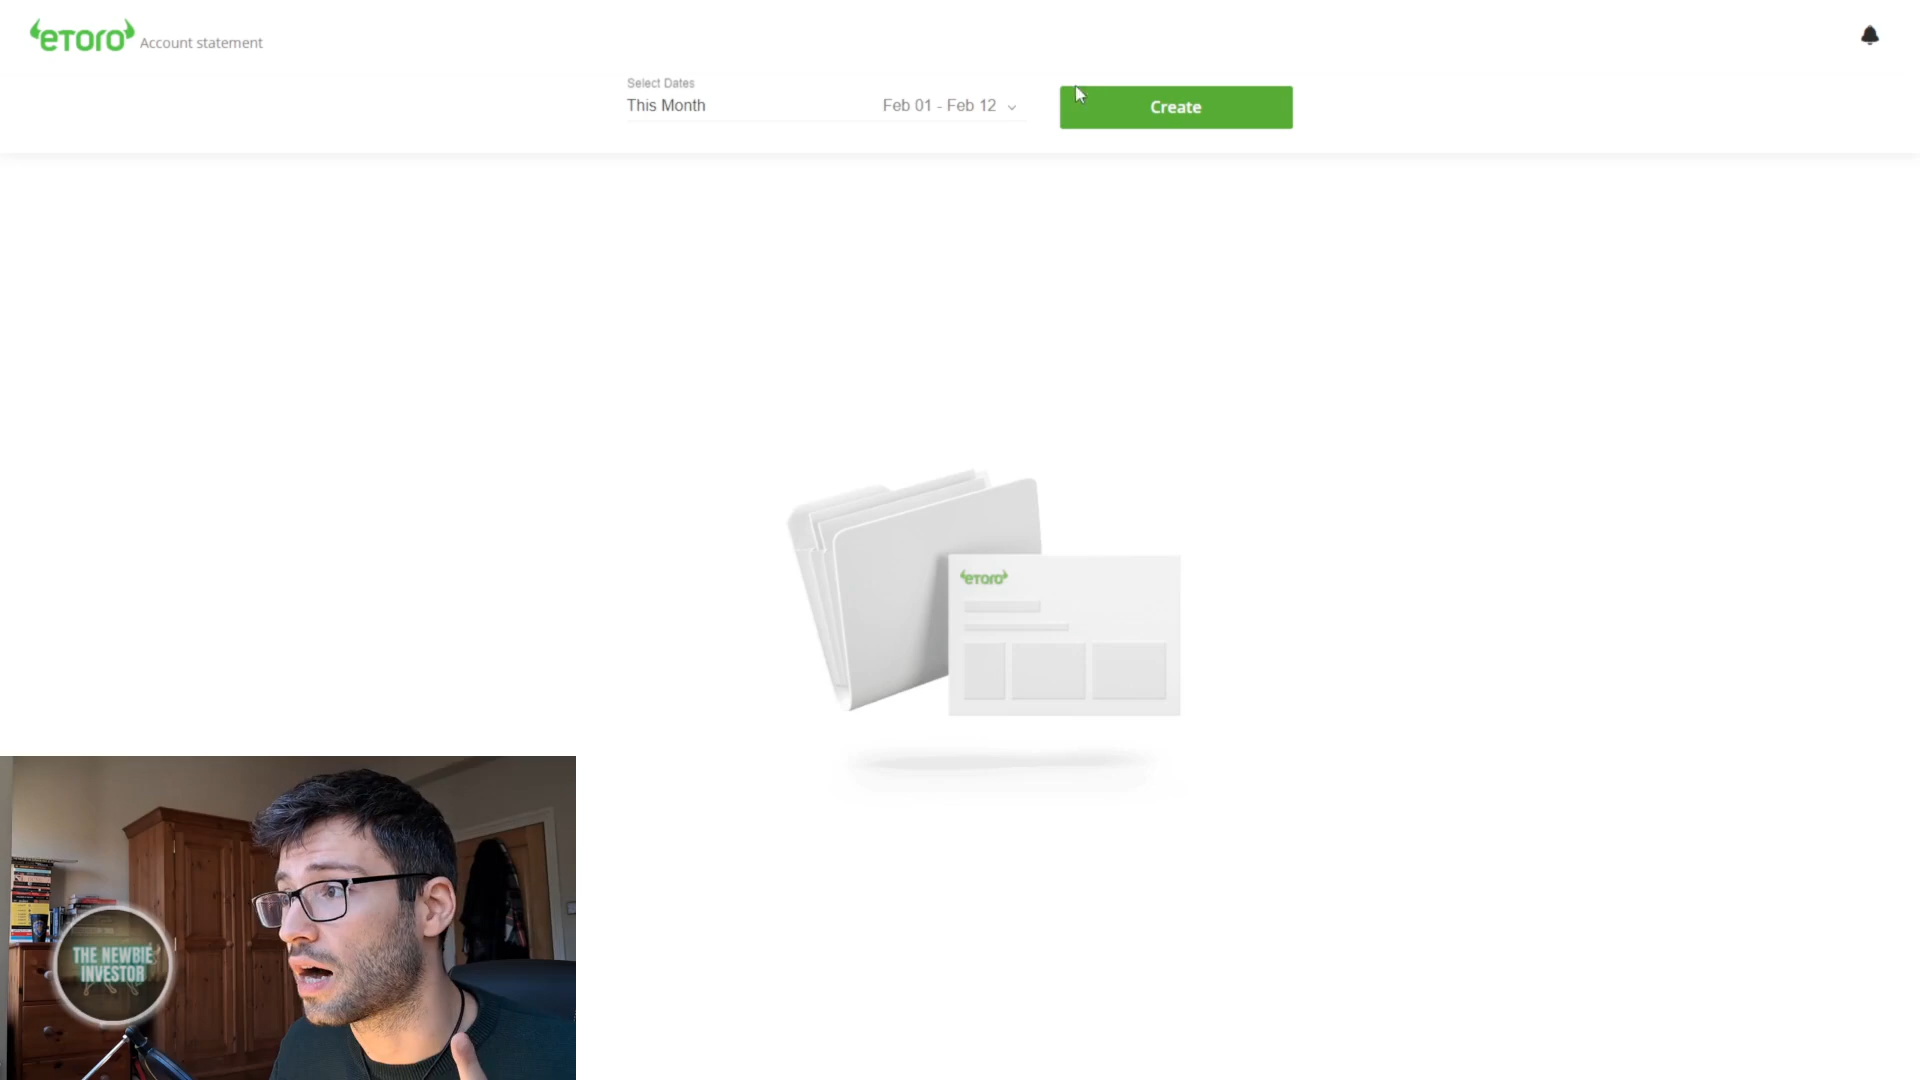 eToro Account statement
Select Dates
This Month Feb 01 - Feb 12
Create
eToro
THE NEWBIE
INVESTOR